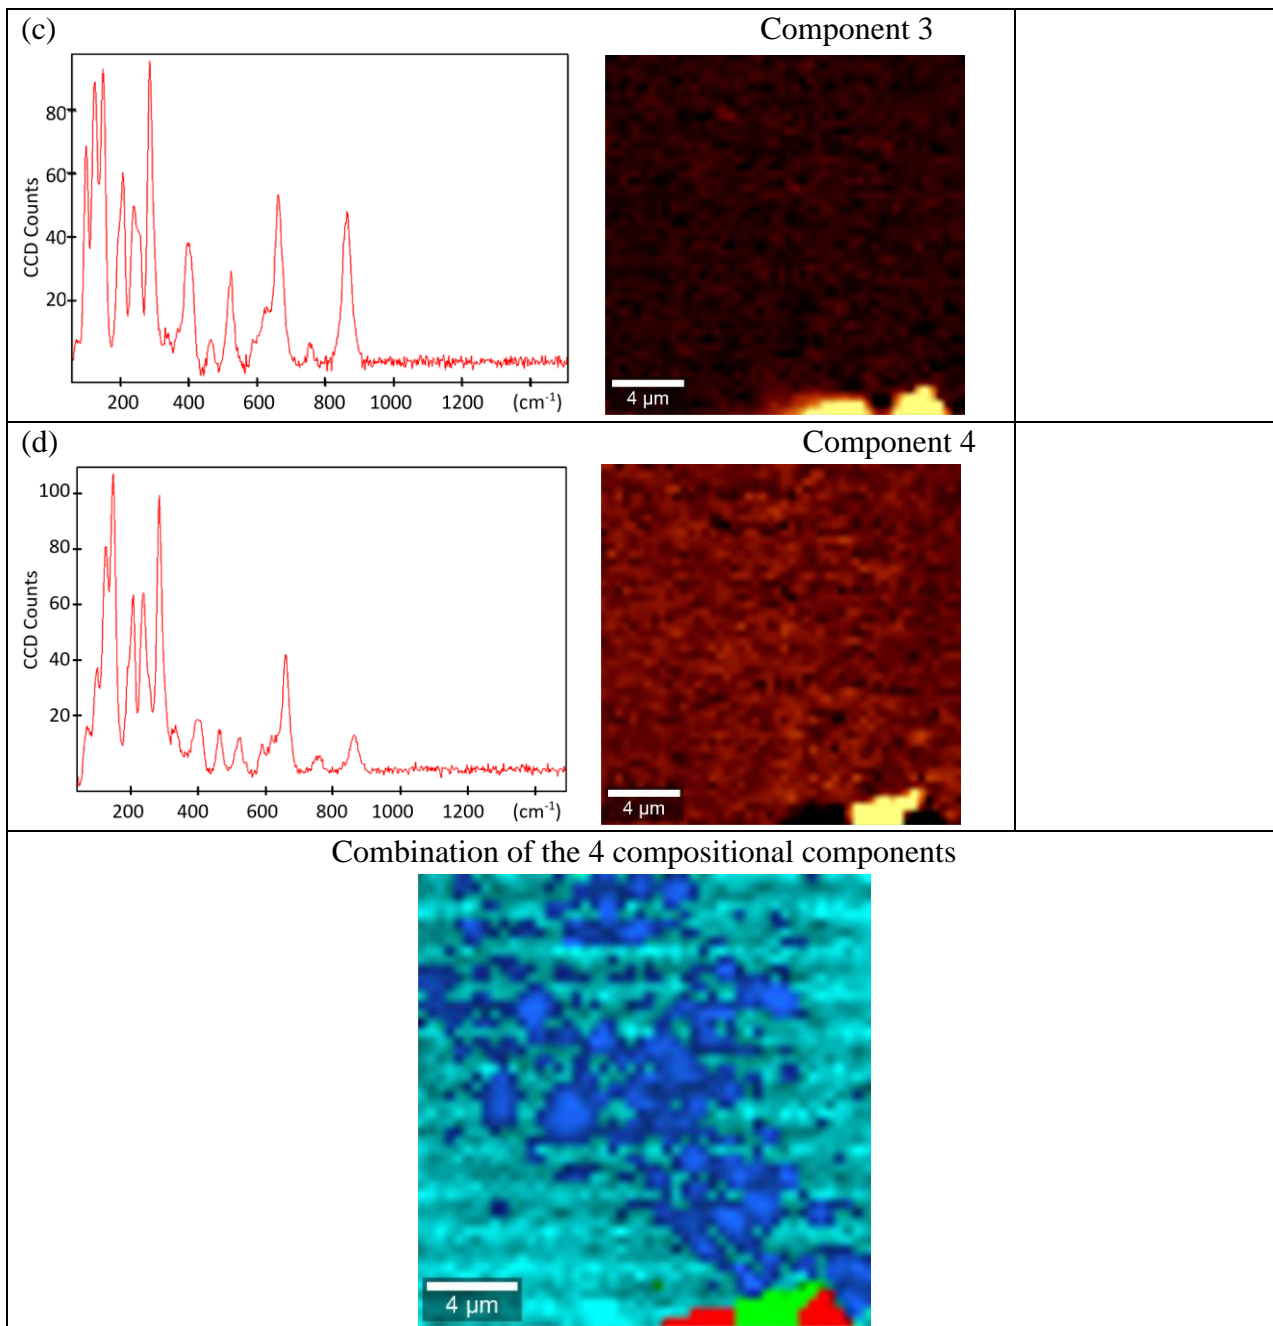 (c)
Component 3
CCD Counts
80
60
40
20
200 400 600 800 1000 1200 (cm⁻¹)
4 μm
(d)
Component 4
CCD Counts
100
80
60
40
20
200 400 600 800 1000 1200 (cm⁻¹)
4 μm
Combination of the 4 compositional components
4 μm